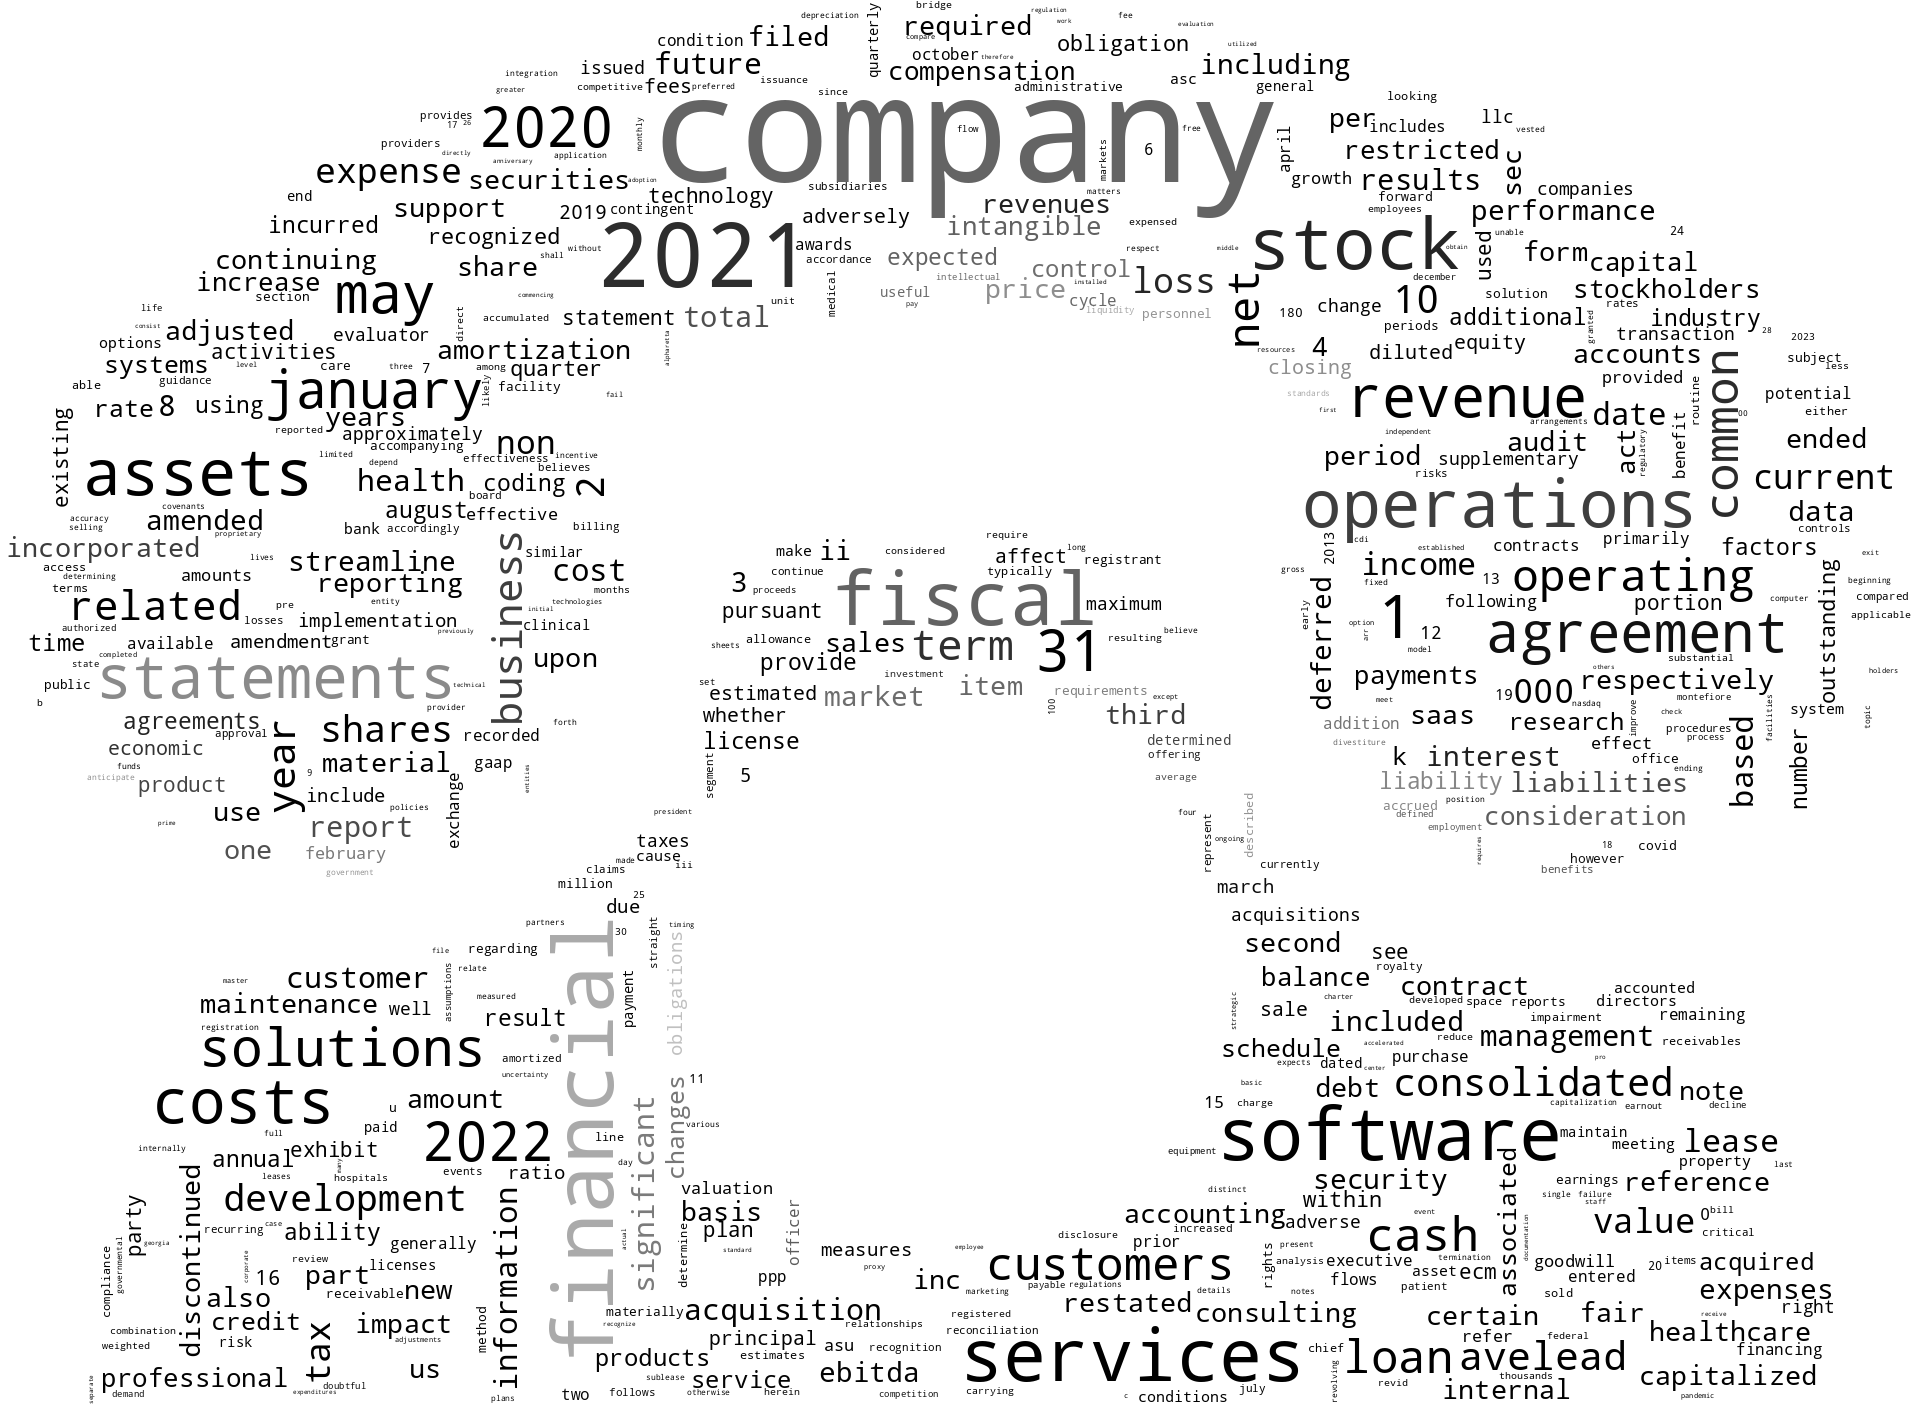 bridge regulation fee
depreciation work evaluation
condition filed quarterly required compare obligation utilized
october therefore
issued future compensation including
integration competitive fees preferred issuance administrative asc general
greater since looking
provides 2020 company free per includes llc
17 26 monthly flow vested
providers directly application markets 6 april restricted sec
anniversary
expense securities adoption subsidiaries matters growth results companies
end support technology revenues forward performance
incurred 2019 contingent adversely intangible expensed employees
recognized without 2021 awards respect middle stock obtain used unable 24
continuing share shall accordance expected control form capital
increase commencing medical intellectual installed loss net december stockholders
section may unit useful price cycle 10 solution rates
life accumulated statement total pay liquidity personnel 180 change additional granted industry
consist adjusted evaluator direct periods transaction 28
options activities amortization alpharetta resources 4 diluted equity accounts 2023
systems level care three 7 among quarter closing subject less
able guidance january likely facility provided common potential
rate 8 using years fail standards revenue date routine 00 either
reported approximately non first arrangements
existing accompanying independent audit act benefit ended
limited depend effectiveness incentive period supplementary regulatory
assets health coding believes 2 risks current
covenants august board effective operations data
accuracy amended bank accordingly billing controls
selling proprietary require
incorporated streamline business similar make ii considered affect long registrant 2013 cdi established contracts primarily factors exit
access lives cost continue typically gross income
determining amounts reporting months 3 proceeds fiscal deferred fixed 13 operating outstanding beginning
terms entity technologies computer compared
related pre losses implementation initial pursuant maximum early 1 following portion applicable
authorized previously clinical option arr 12
time available amendment grant sheets allowance sales term 31 resulting believe model agreement
completed upon provide substantial
state statements technical set investment payments others holders
public estimated market item requirements except meet 19 000 respectively
b provider whether 100 third nasdaq montefiore
agreements approval shares forth license addition saas research improve check facilities system topic
economic year recorded determined divestiture procedures process
funds material gaap segment 5 offering k interest effect office number
anticipate product 9 entities average liability liabilities ending based
use include policies exchange accrued position
prime report president four described defined employment consideration
one february taxes represent ongoing requires 18 covid
government made cause iii currently however
claims benefits
million march
due 25 acquisitions
partners 30 straight timing second see
file regarding royalty
customer relate financial obligations balance contract accounted
master maintenance well assumptions measured payment strategic sale charter developed space reports directors
registration result included impairment remaining
solutions amortized schedule accelerated reduce management receivables
uncertainty expects dated center purchase pro
costs amount changes 11 basic debt consolidated note
u 15 charge capitalization earnout decline
full paid 2022 various software maintain
internally exhibit line equipment meeting lease
annual many events ratio day security property last
leases hospitals significant valuation distinct within associated earnings reference
discontinued development information basis single failure staff
party recurring case ability actual plan officer accounting adverse event value 0 bill
georgia generally standard increased cash documentation critical
compliance governmental review determine measures employee disclosure prior present
corporate 16 part licenses ppp proxy customers rights analysis executive termination goodwill 20 items acquired
also receivable new inc payable regulations flows asset ecm entered
marketing details notes patient sold expenses
credit impact materially acquisition registered restated consulting certain fair receive right
combination risk tax adjustments method recognize relationships reconciliation refer federal healthcare
weighted principal asu recognition services chief financing
us products estimates loan avelead
professional doubtful sublease service ebitda revid thousands capitalized
separate demand expenditures plans two follows otherwise herein competition carrying c conditions july revolving internal pandemic